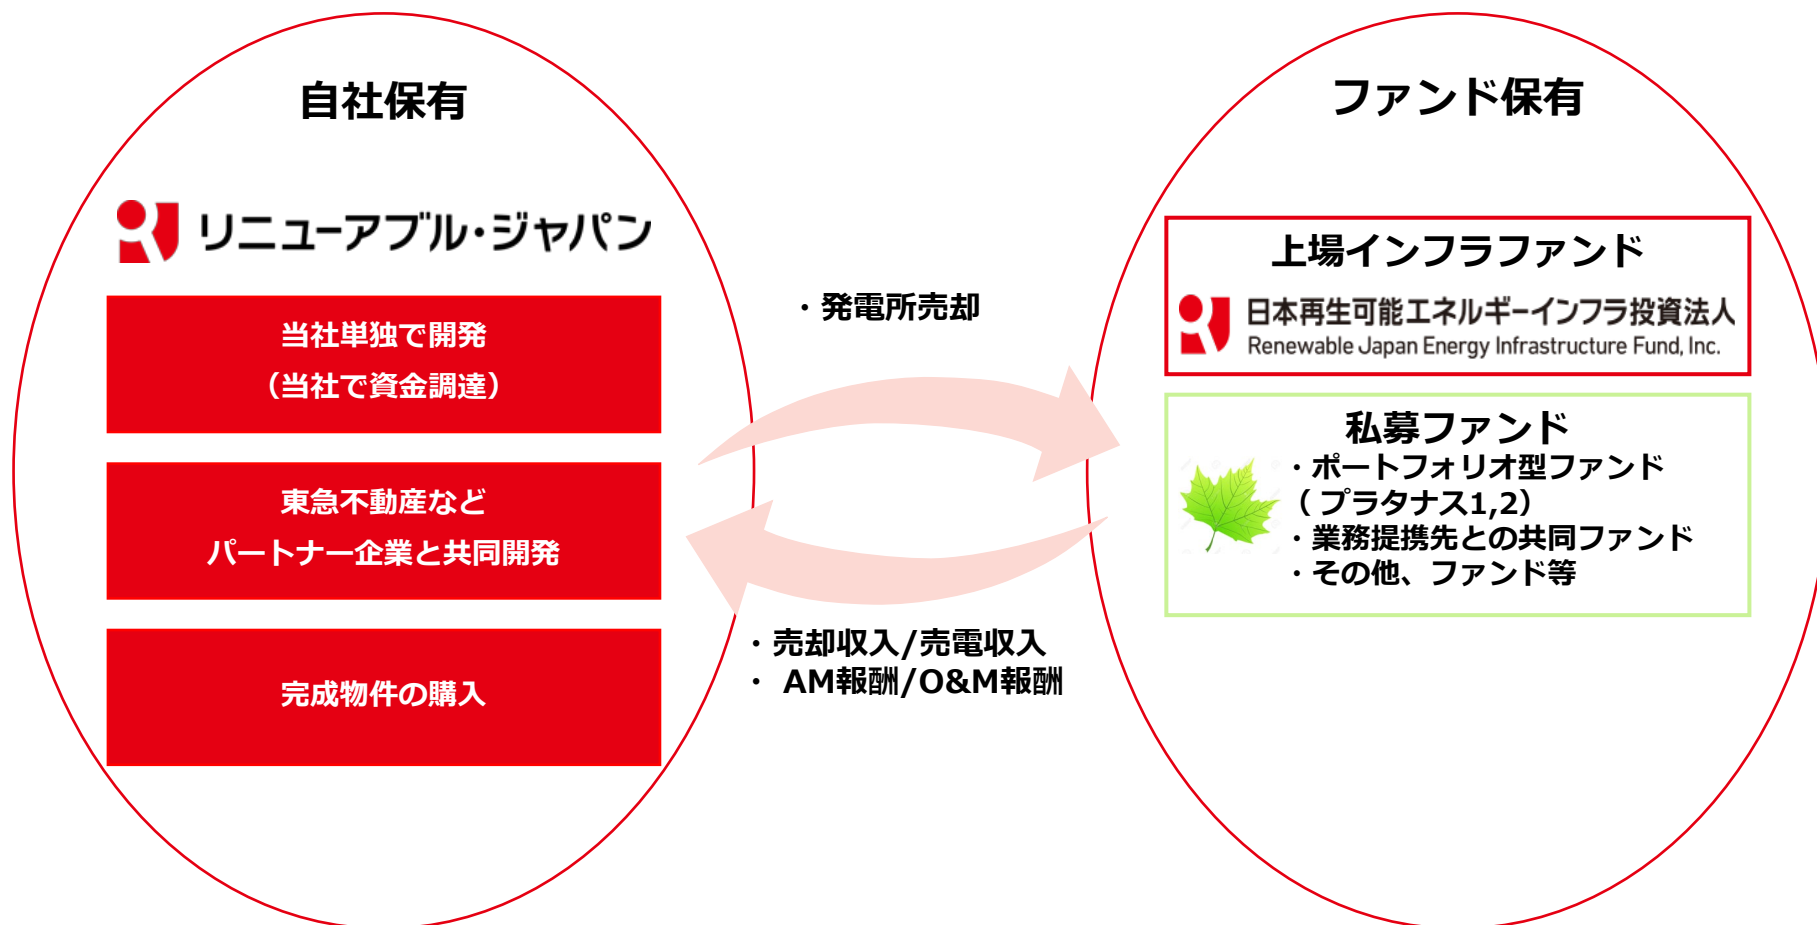 自社保有
リニューアブル・ジャパン
当社単独で開発
（当社で資金調達）
東急不動産など
パートナー企業と共同開発
完成物件の購入
・発電所売却
・売却収入/売電収入
・ AM報酬/O&M報酬
ファンド保有
上場インフラファンド
日本再生可能エネルギーインフラ投資法人
Renewable Japan Energy Infrastructure Fund, Inc.
私募ファンド
・ポートフォリオ型ファンド
（ プラタナス1,2）
・業務提携先との共同ファンド
・その他、ファンド等